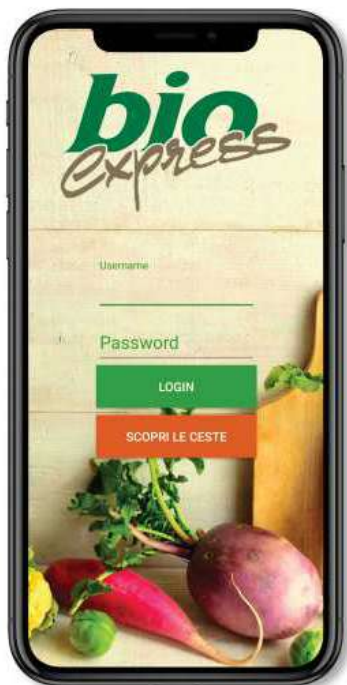 bio
express
Username
Password
LOGIN
SCOPRI LE CESTE